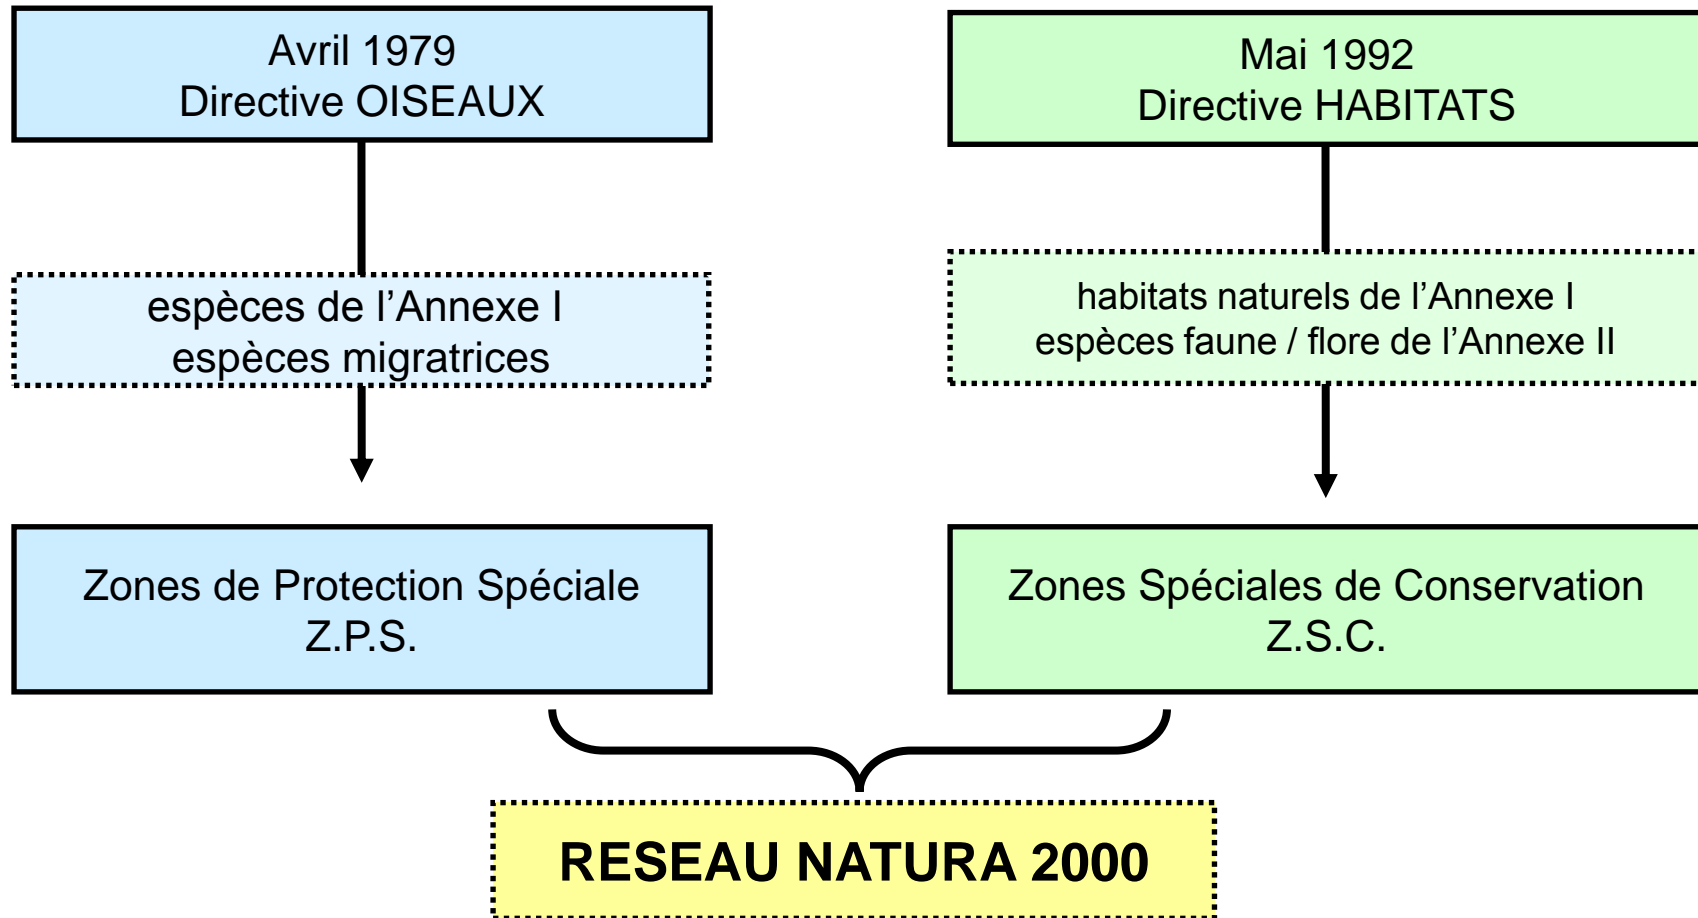 Avril 1979
Directive OISEAUX
Mai 1992
Directive HABITATS
espèces de l’Annexe I
espèces migratrices
habitats naturels de l’Annexe I
espèces faune / flore de l’Annexe II
Zones de Protection Spéciale
Z.P.S.
Zones Spéciales de Conservation
Z.S.C.
RESEAU NATURA 2000